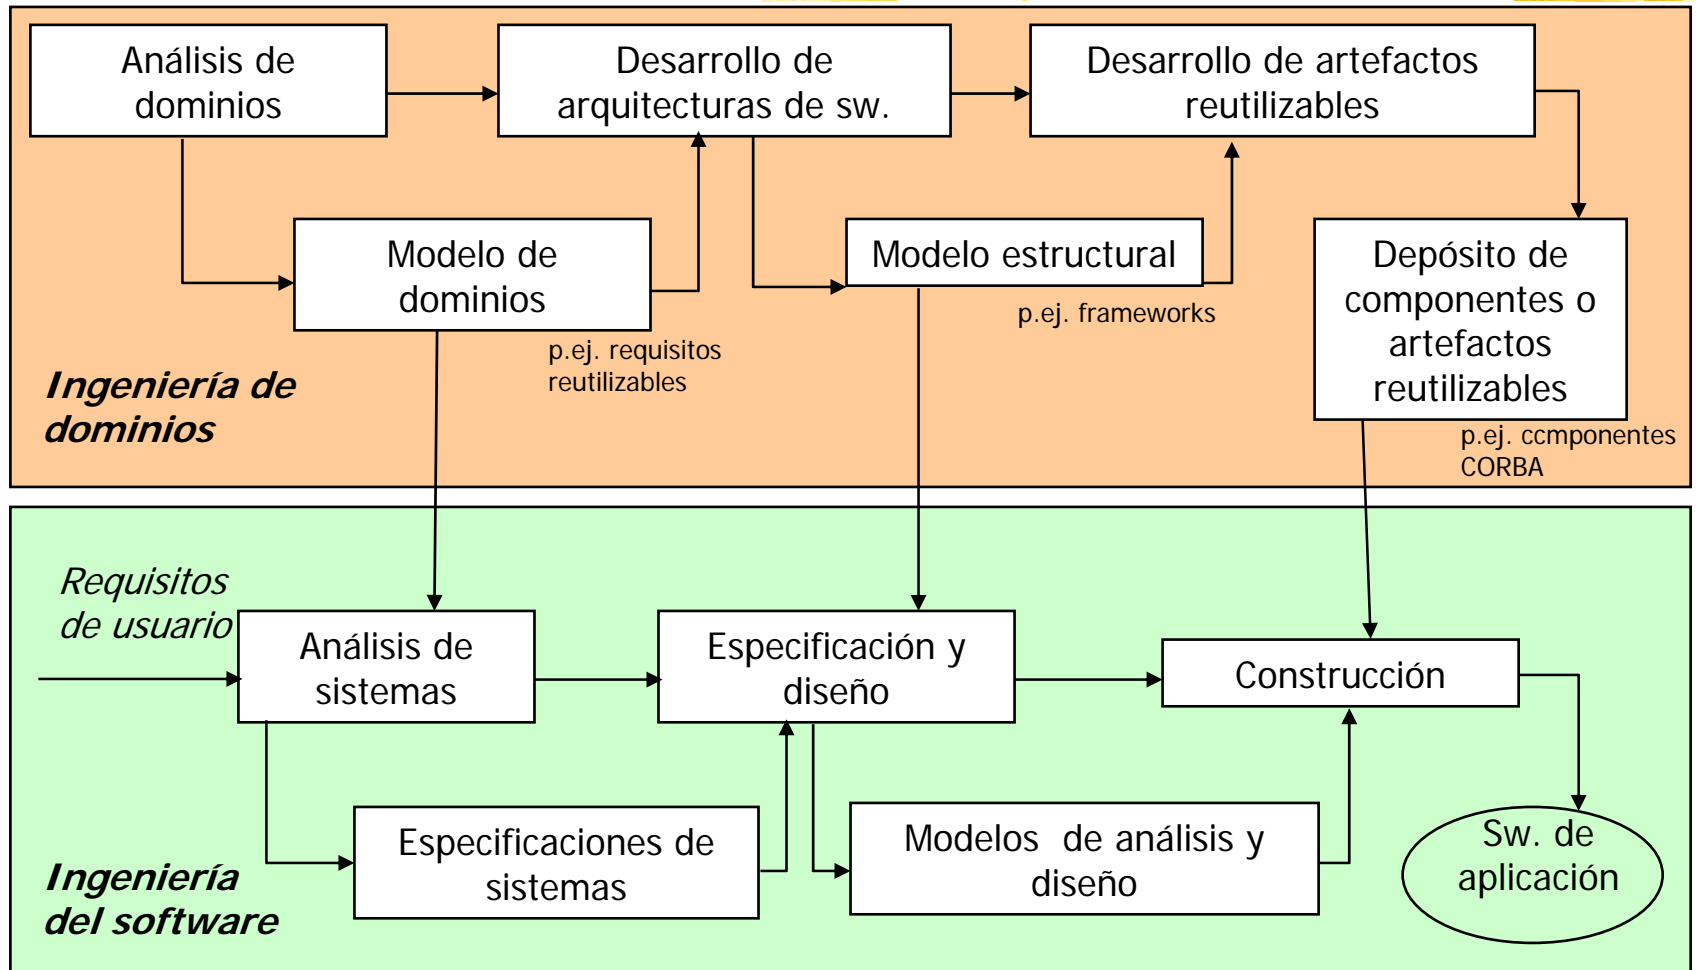 Análisis de
dominios
Desarrollo de
arquitecturas de sw.
Desarrollo de artefactos
reutilizables
Modelo de
dominios
p.ej. requisitos
reutilizables
Modelo estructural
p.ej. frameworks
Depósito de
componentes o
artefactos
reutilizables
p.ej. ccmponentes
CORBA
Ingeniería de
dominios
Requisitos
de usuario
Análisis de
sistemas
Especificación y
diseño
Construcción
Especificaciones de
sistemas
Modelos de análisis y
diseño
Sw. de
aplicación
Ingeniería
del software